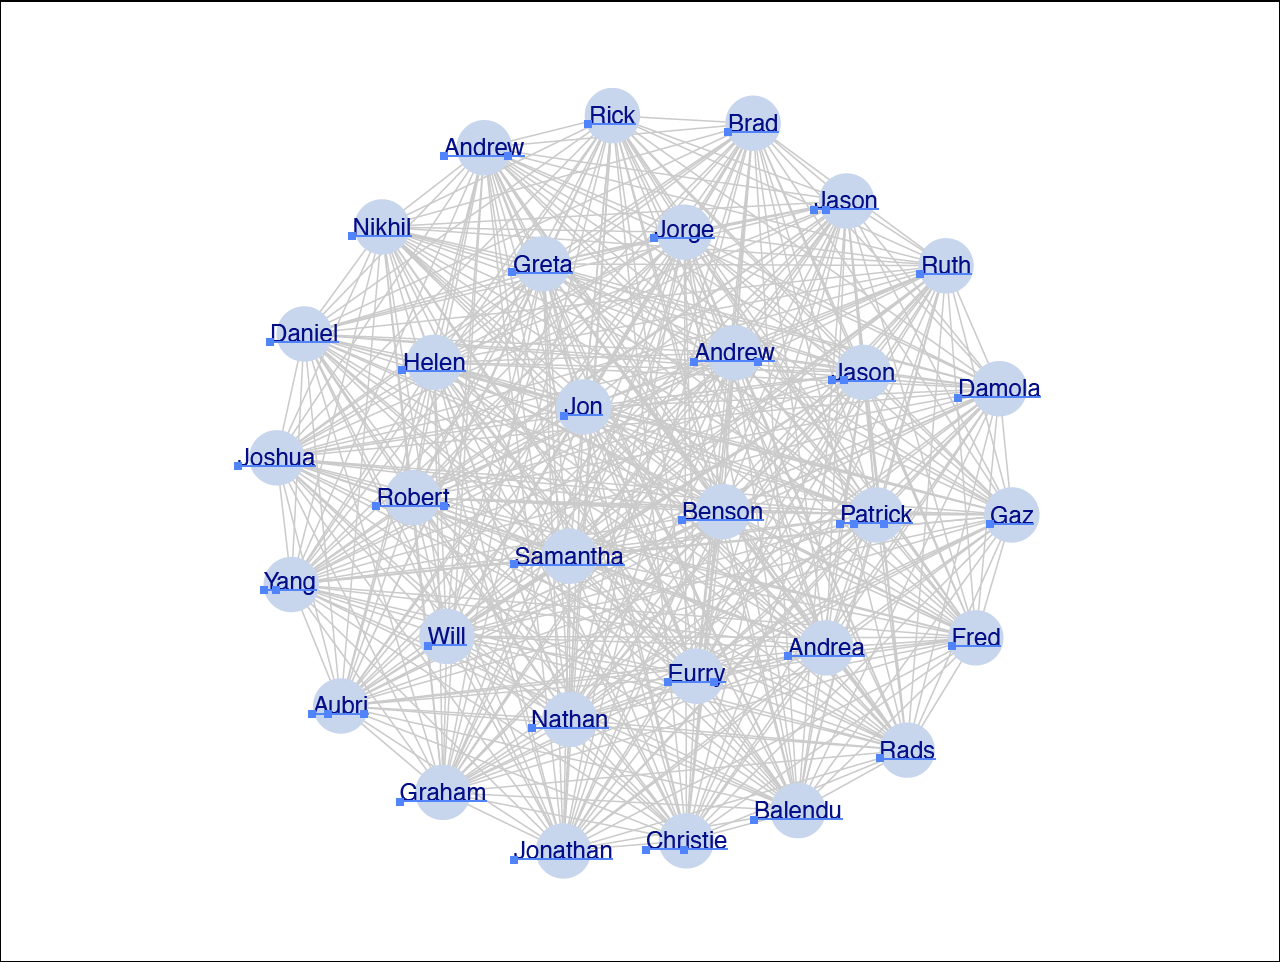 Rick
Brad
Andrew
Jason
Nikhil
Jorge
Greta
Ruth
Daniel
Andrew
Helen
Jason
Damola
Jon
Joshua
Robert
Benson
Patrick
Gaz
Samantha
Yang
Will
Fred
Andrea
Eurry
Aubri
Nathan
Rads
Graham
Balendu
Christie
Jonathan